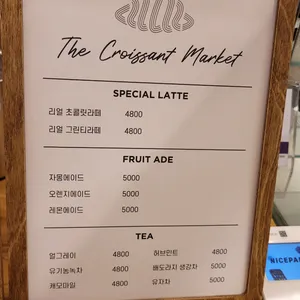 The Croissant Market
SPECIAL LATTE
리얼 초콜릿라떼 4800
리얼 그린티라떼 4800
FRUIT ADE
자몽에이드 5000
오렌지에이드 5000
레몬에이드 5000
TEA
얼그레이 4800
유기농녹차 4800
캐모마일 4800
허브민트 4800
배도라지 생강차 5000
유자차 5000